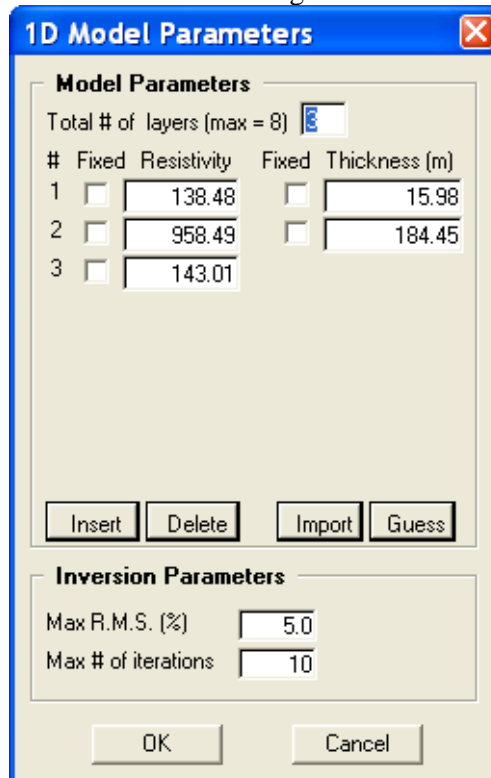 1D Model Parameters
Model Parameters
Total # of layers (max = 8) 3
# Fixed Resistivity Fixed Thickness (m)
1 138.48 15.98
2 958.49 184.45
3 143.01
Insert Delete Import Guess
Inversion Parameters
Max R.M.S. (%) 5.0
Max # of iterations 10
OK Cancel